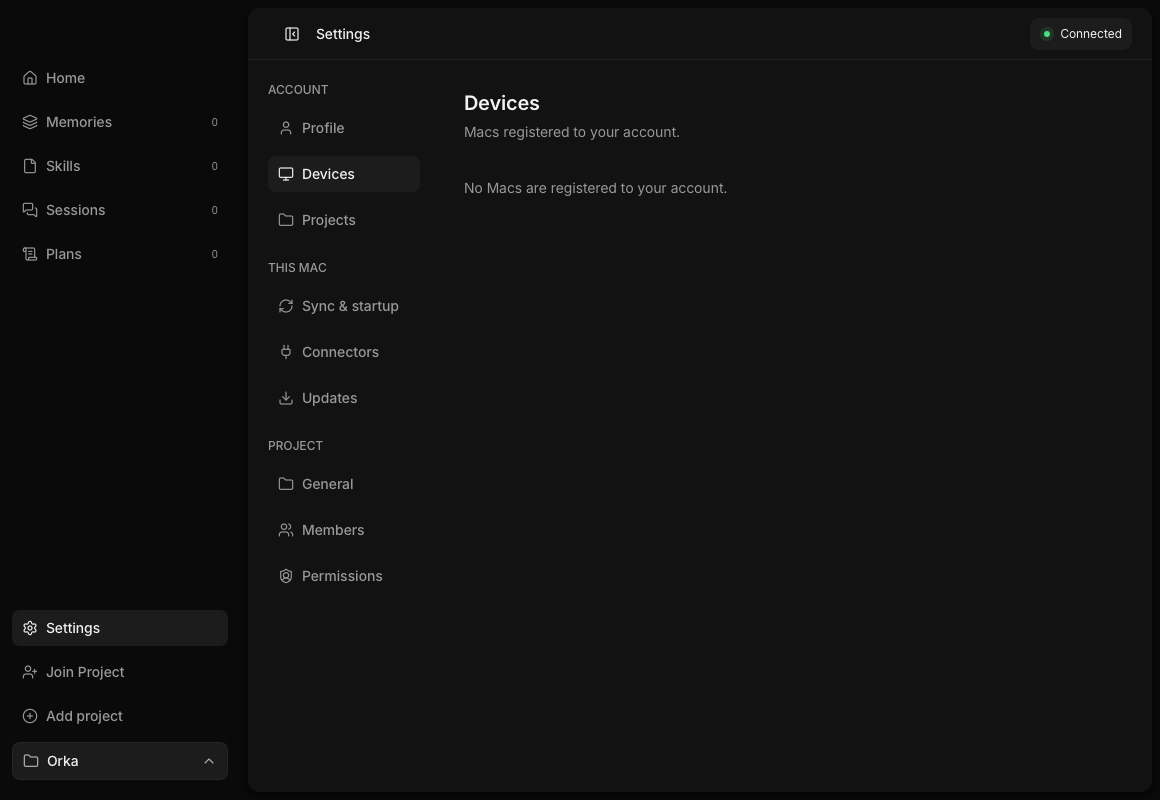 Home
Memories 0
Skills 0
Sessions 0
Plans 0
Settings
Join Project
Add project
Orka
Settings
Connected
ACCOUNT
Profile
Devices
Projects
THIS MAC
Sync & startup
Connectors
Updates
PROJECT
General
Members
Permissions
Devices
Macs registered to your account.
No Macs are registered to your account.